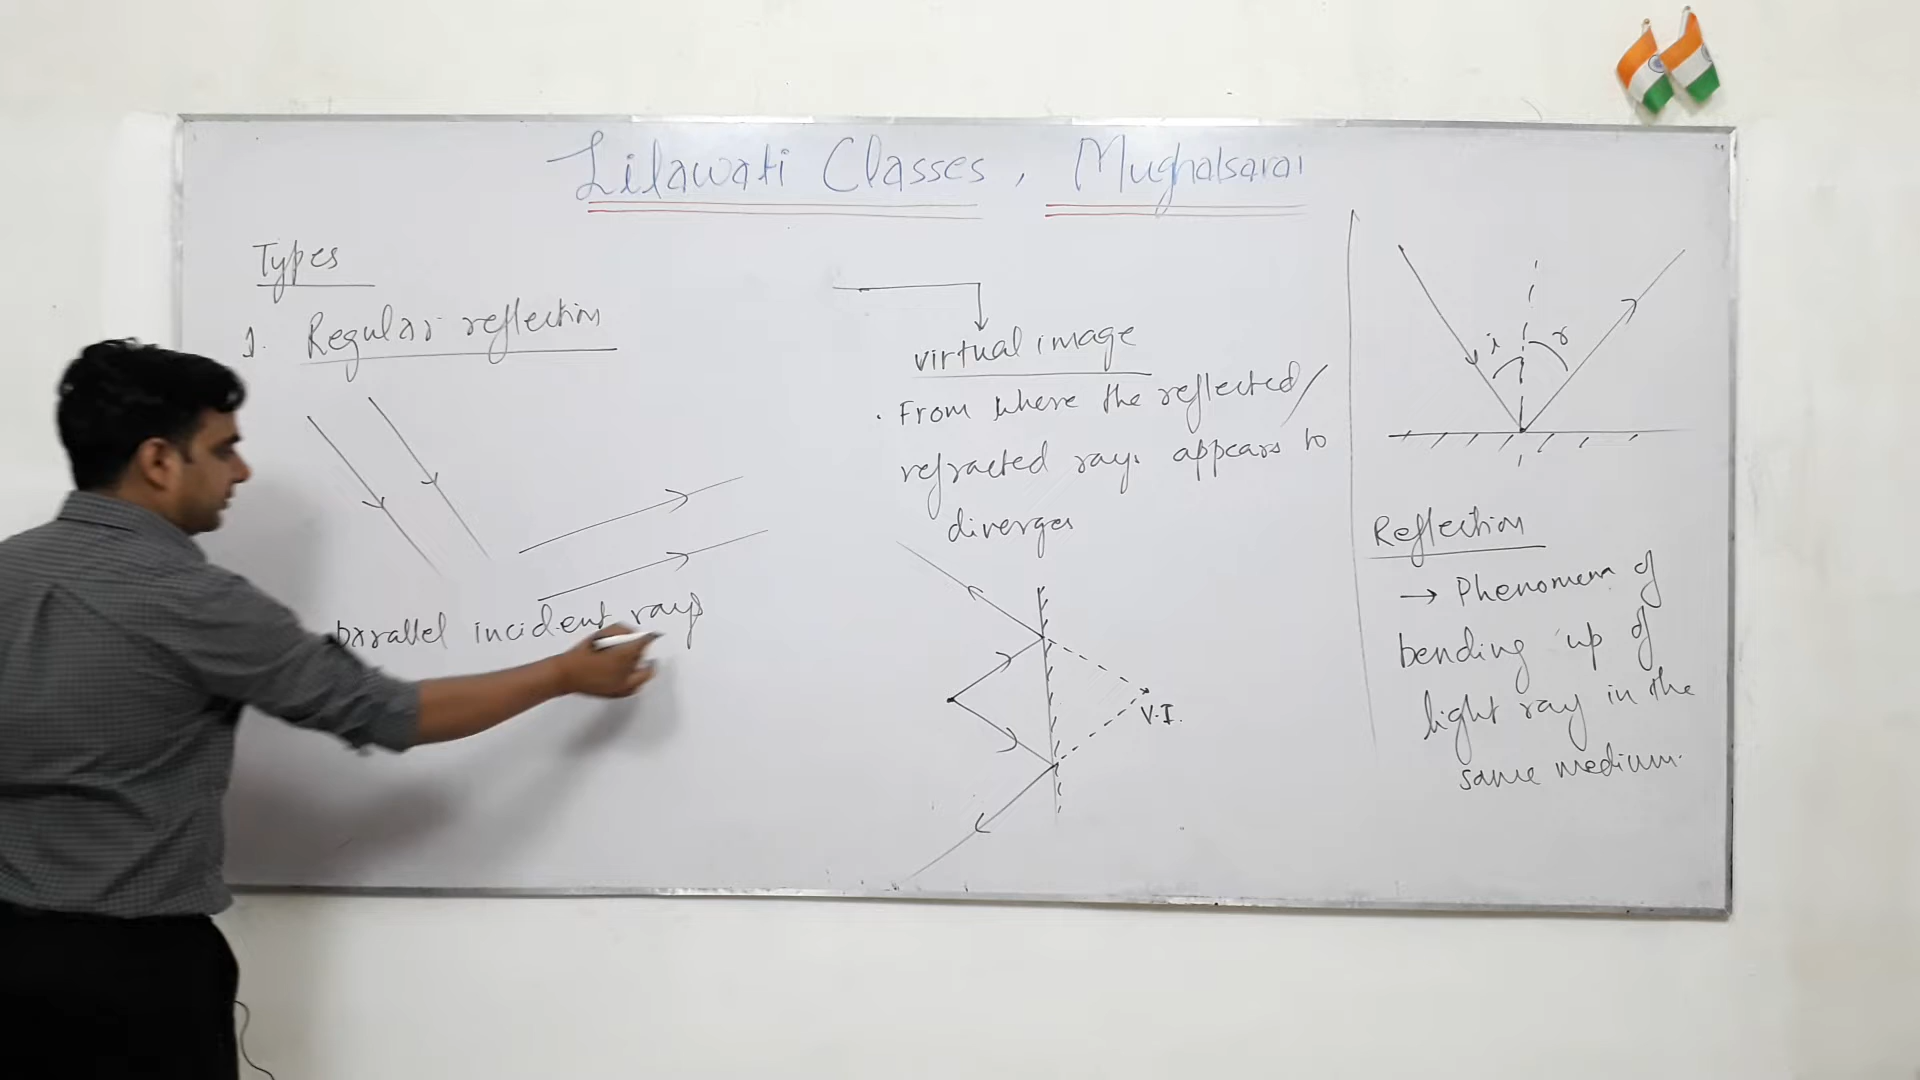 Lilawati Classes, Mughalsarai
Types
1. Regular reflection
parallel incident rays
virtual image
. From where the reflected/
refracted rays appears to
diverges
V.I.
i r
Reflection
→ Phenomena of
bending up of
light ray in the
same medium.